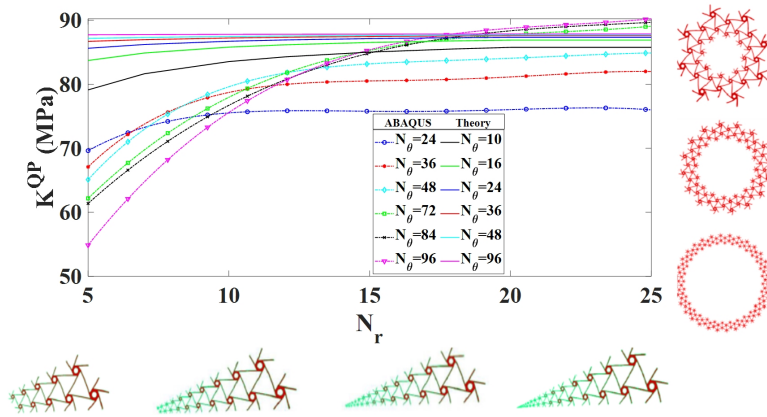 90
80
70
60
50
K^QP (MPa)
ABAQUS Theory
N_θ=24 N_θ=10
N_θ=36 N_θ=16
N_θ=48 N_θ=24
N_θ=72 N_θ=36
N_θ=84 N_θ=48
N_θ=96 N_θ=96
5 10 15 20 25
N_r